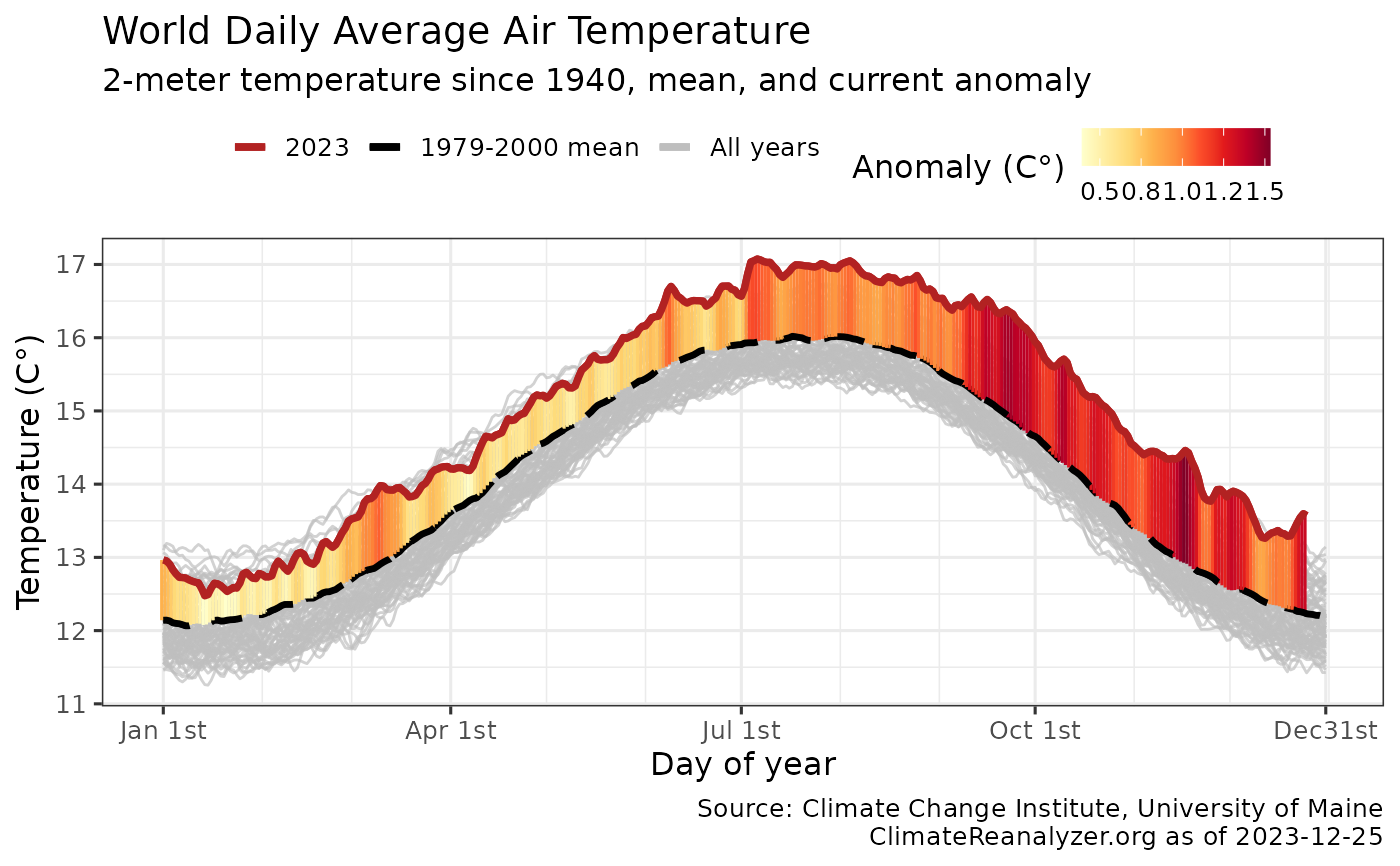 World Daily Average Air Temperature
2-meter temperature since 1940, mean, and current anomaly
2023 1979-2000 mean All years
Anomaly (C°)
0.50.81.01.21.5
Temperature (C°)
17
16
15
14
13
12
11
Jan 1st Apr 1st Jul 1st Oct 1st Dec31st
Day of year
Source: Climate Change Institute, University of Maine
ClimateReanalyzer.org as of 2023-12-25